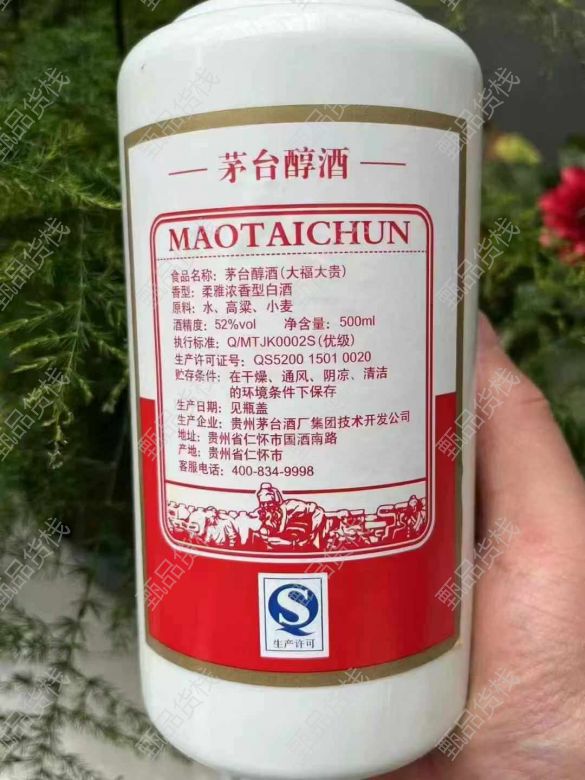 茅台醇酒
MAOTAICHUN
食品名称：茅台醇酒（大福大贵）
香型：柔雅浓香型白酒
原料：水、高粱、小麦
酒精度：52%vol 净含量：500ml
执行标准：Q/MTJK0002S（优级）
生产许可证号：QS5200 1501 0020
贮存条件：在干燥、通风、阴凉、清洁
的环境条件下保存
生产日期：见瓶盖
生产企业：贵州茅台酒厂集团技术开发公司
地址：贵州省仁怀市国酒南路
产地：贵州省仁怀市
客服电话：400-834-9998
QS
生产许可
甄品货栈